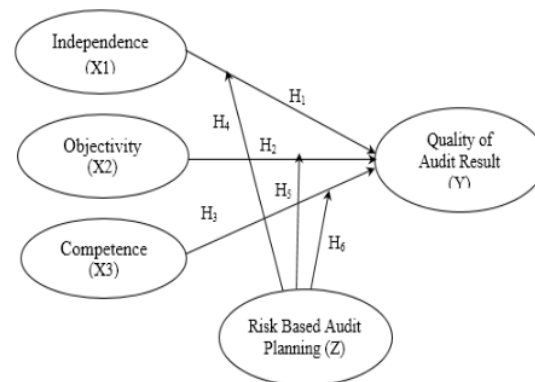 Independence
(X1)
H1
H4
Objectivity
(X2)
H2
Quality of
Audit Result
(Y)
H5
H3
Competence
(X3)
H6
Risk Based Audit
Planning (Z)